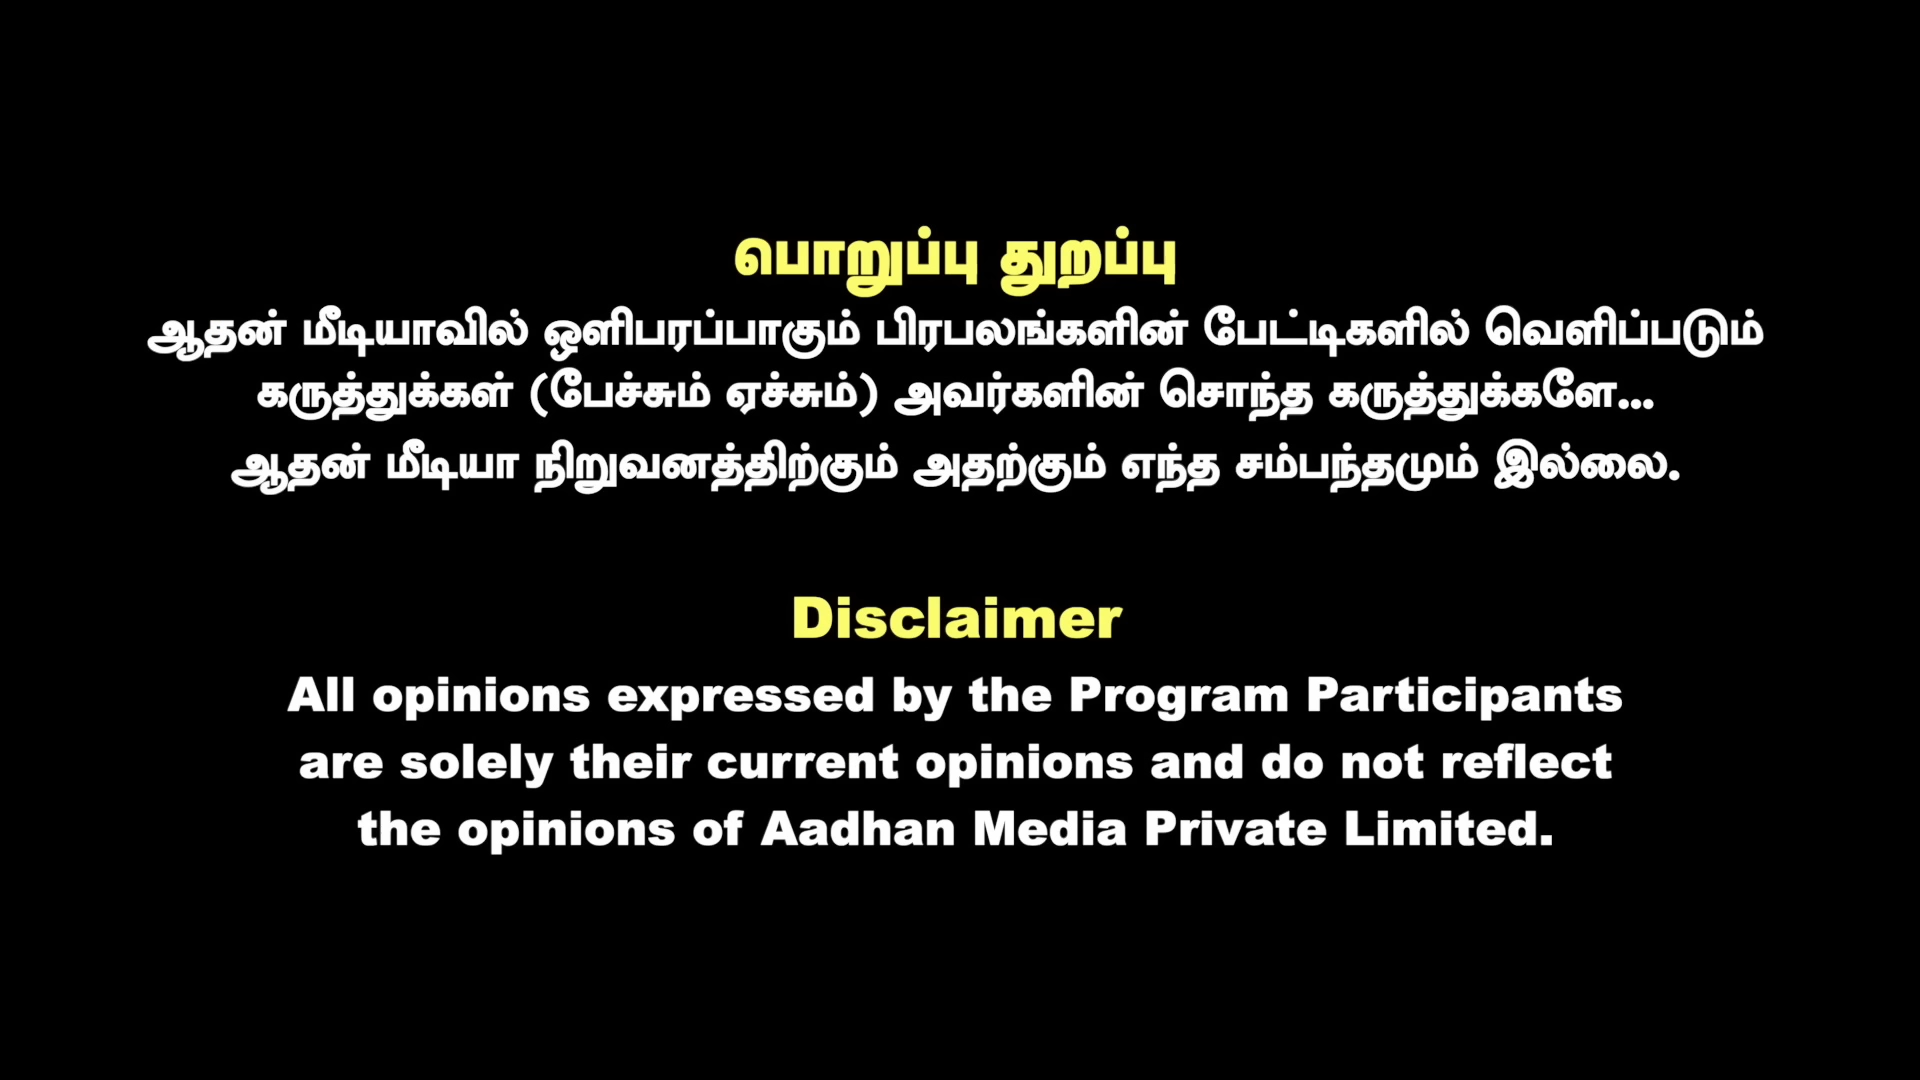 பொறுப்பு துறப்பு
ஆதன் மீடியாவில் ஒளிபரப்பாகும் பிரபலங்களின் பேட்டிகளில் வெளிப்படும்
கருத்துக்கள் (பேச்சும் ஏச்சும்) அவர்களின் சொந்த கருத்துக்களே...
ஆதன் மீடியா நிறுவனத்திற்கும் அதற்கும் எந்த சம்பந்தமும் இல்லை.
Disclaimer
All opinions expressed by the Program Participants
are solely their current opinions and do not reflect
the opinions of Aadhan Media Private Limited.